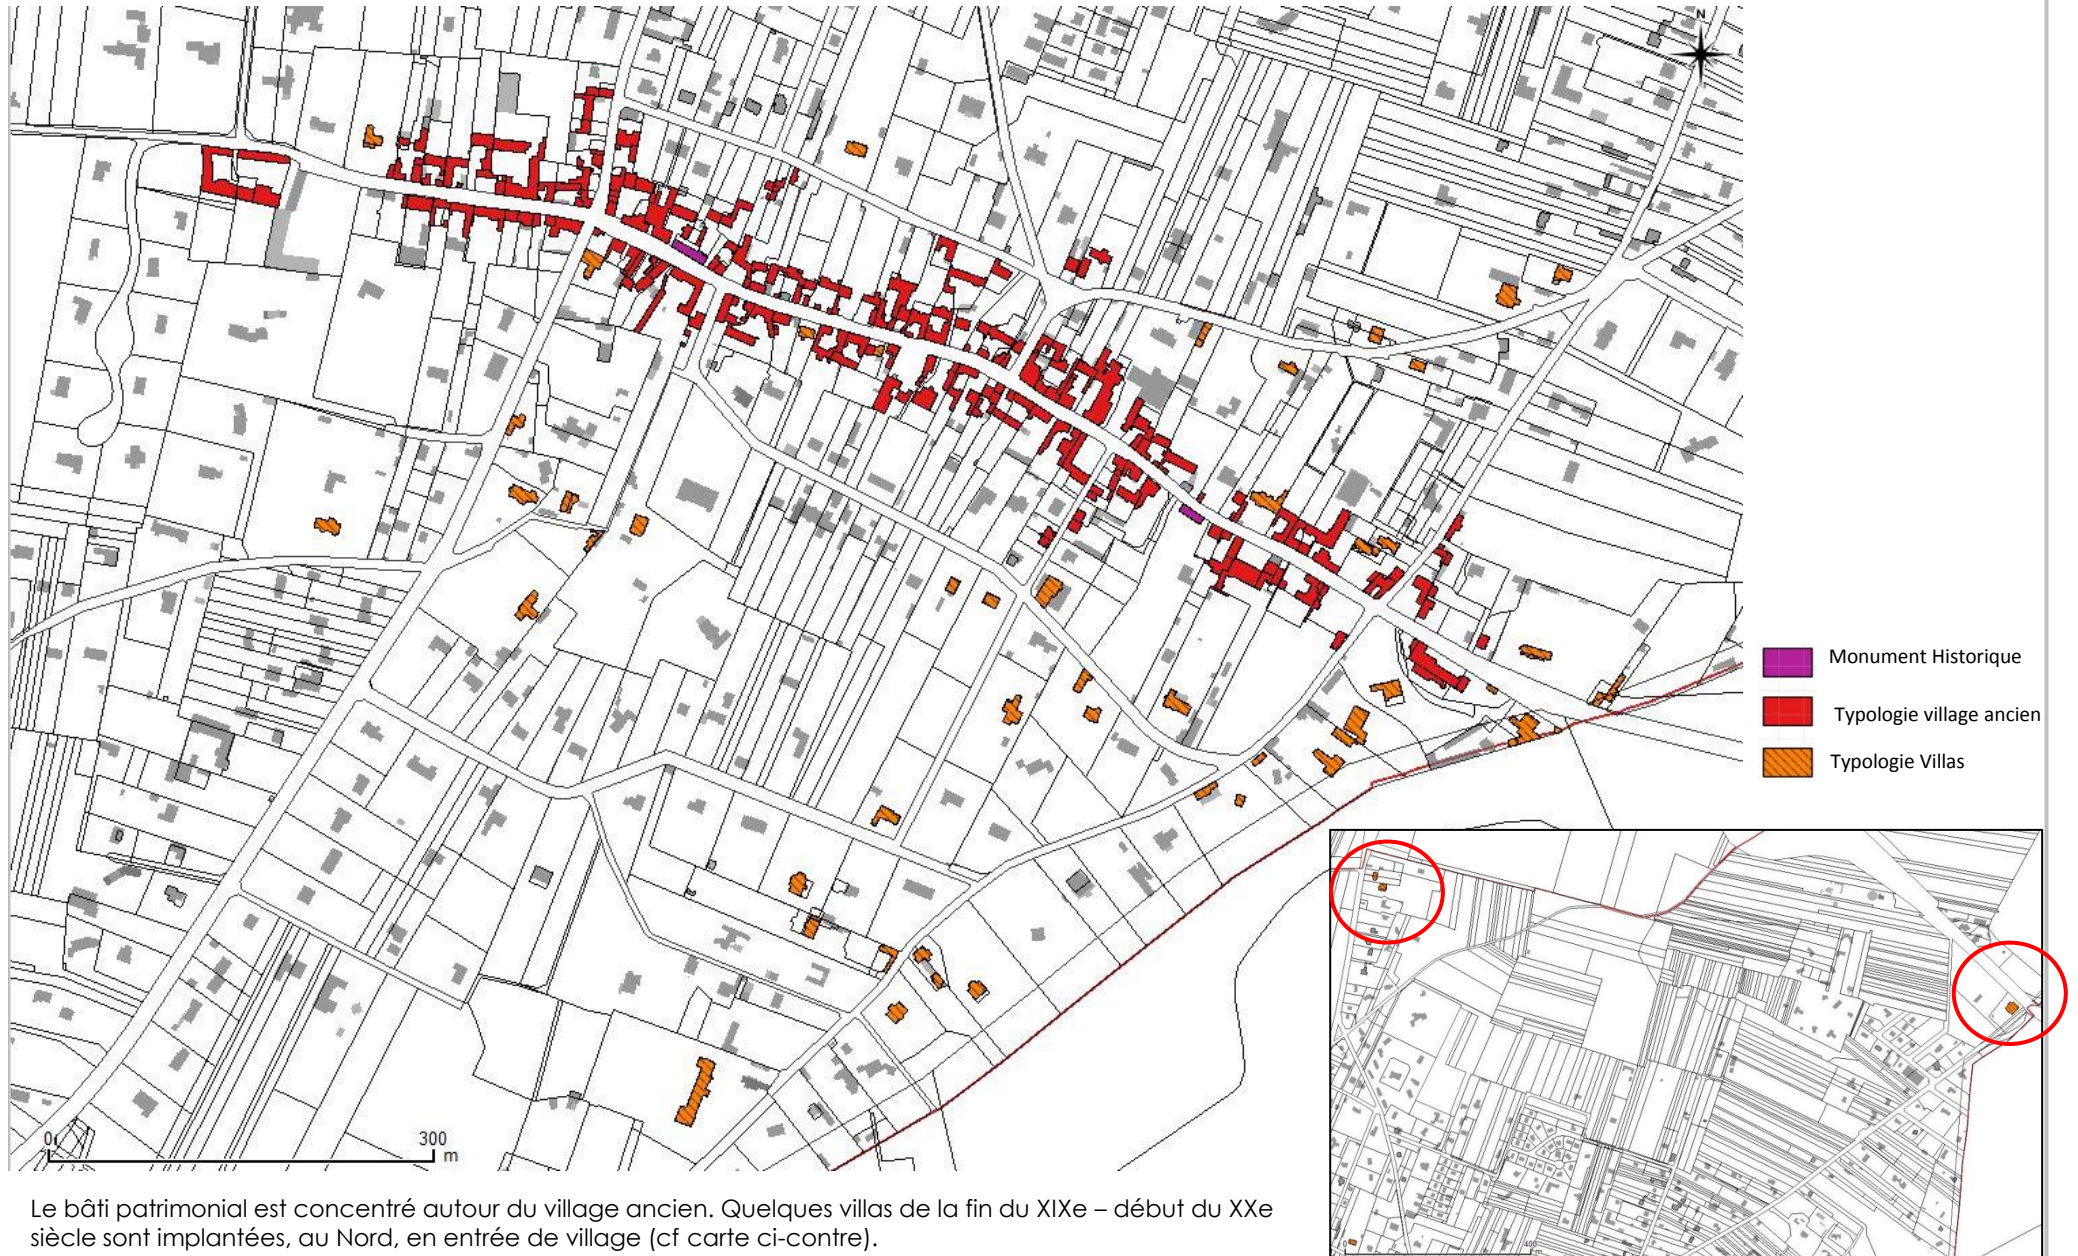 N
Monument Historique
Typologie village ancien
Typologie Villas
0 300
m
0 400
m
Le bâti patrimonial est concentré autour du village ancien. Quelques villas de la fin du XIXe – début du XXe
siècle sont implantées, au Nord, en entrée de village (cf carte ci-contre).